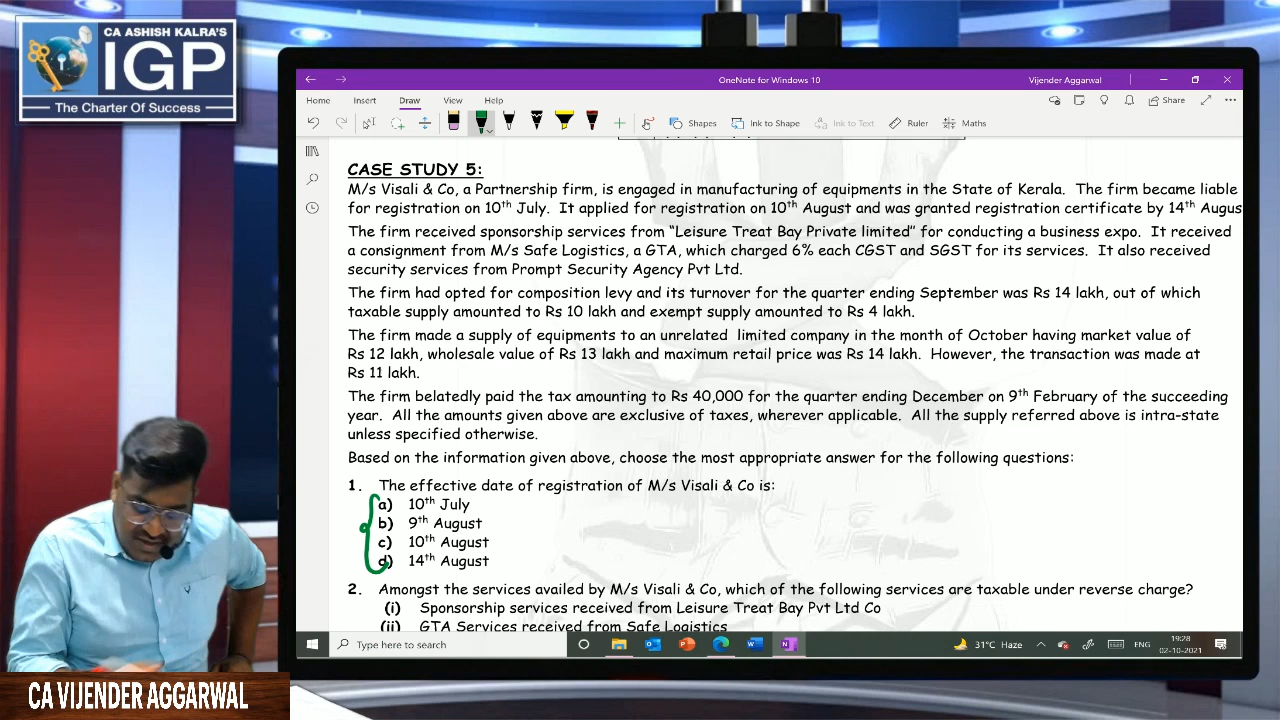 CA ASHISH KALRA'S
IGP
The Charter Of Success
OneNote for Windows 10
Vijender Aggarwal
Home Insert Draw View Help
Share
Shapes Ink to Shape Ink to Text Ruler Maths
CASE STUDY 5:
M/s Visali & Co, a Partnership firm, is engaged in manufacturing of equipments in the State of Kerala. The firm became liable
for registration on 10th July. It applied for registration on 10th August and was granted registration certificate by 14th Augus
The firm received sponsorship services from “Leisure Treat Bay Private limited” for conducting a business expo. It received
a consignment from M/s Safe Logistics, a GTA, which charged 6% each CGST and SGST for its services. It also received
security services from Prompt Security Agency Pvt Ltd.
The firm had opted for composition levy and its turnover for the quarter ending September was Rs 14 lakh, out of which
taxable supply amounted to Rs 10 lakh and exempt supply amounted to Rs 4 lakh.
The firm made a supply of equipments to an unrelated limited company in the month of October having market value of
Rs 12 lakh, wholesale value of Rs 13 lakh and maximum retail price was Rs 14 lakh. However, the transaction was made at
Rs 11 lakh.
The firm belatedly paid the tax amounting to Rs 40,000 for the quarter ending December on 9th February of the succeeding
year. All the amounts given above are exclusive of taxes, wherever applicable. All the supply referred above is intra-state
unless specified otherwise.
Based on the information given above, choose the most appropriate answer for the following questions:
1. The effective date of registration of M/s Visali & Co is:
a) 10th July
b) 9th August
c) 10th August
d) 14th August
2. Amongst the services availed by M/s Visali & Co, which of the following services are taxable under reverse charge?
(i) Sponsorship services received from Leisure Treat Bay Pvt Ltd Co
(ii) GTA Services received from Safe Logistics
Type here to search
31°C Haze
ENG
19:28
02-10-2021
CA VIJENDER AGGARWAL